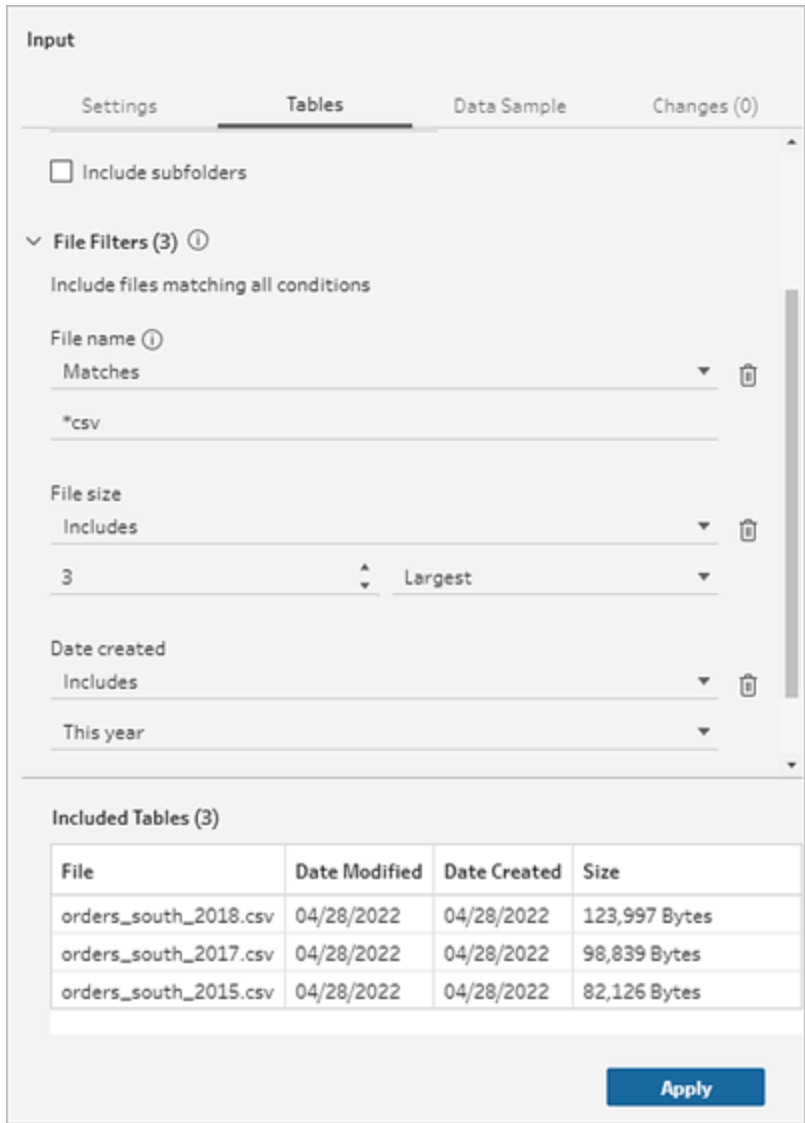 Input
Settings Tables Data Sample Changes (0)
Include subfolders
File Filters (3)
Include files matching all conditions
File name
Matches
*csv
File size
Includes
3 Largest
Date created
Includes
This year
Included Tables (3)
File Date Modified Date Created Size
orders_south_2018.csv 04/28/2022 04/28/2022 123,997 Bytes
orders_south_2017.csv 04/28/2022 04/28/2022 98,839 Bytes
orders_south_2015.csv 04/28/2022 04/28/2022 82,126 Bytes
Apply